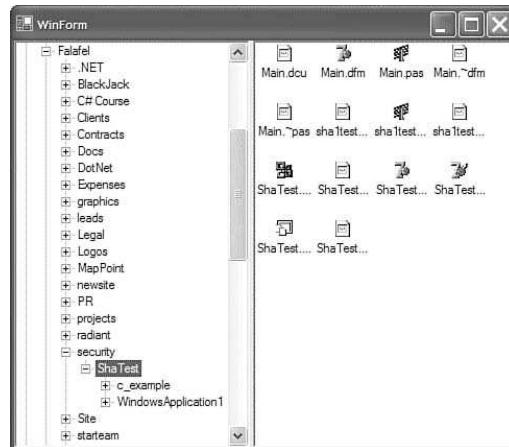 WinForm
Falafel
.NET
BlackJack
C# Course
Clients
Contracts
Docs
DotNet
Expenses
graphics
leads
Legal
Logos
MapPoint
newsite
PR
projects
radiant
security
ShaTest
c_example
WindowsApplication1
Site
starteam
Main.dcu Main.dfm Main.pas Main.~dfm
Main.~pas sha1test... sha1test... sha1test...
ShaTest.... ShaTest... ShaTest... ShaTest...
ShaTest.... ShaTest...